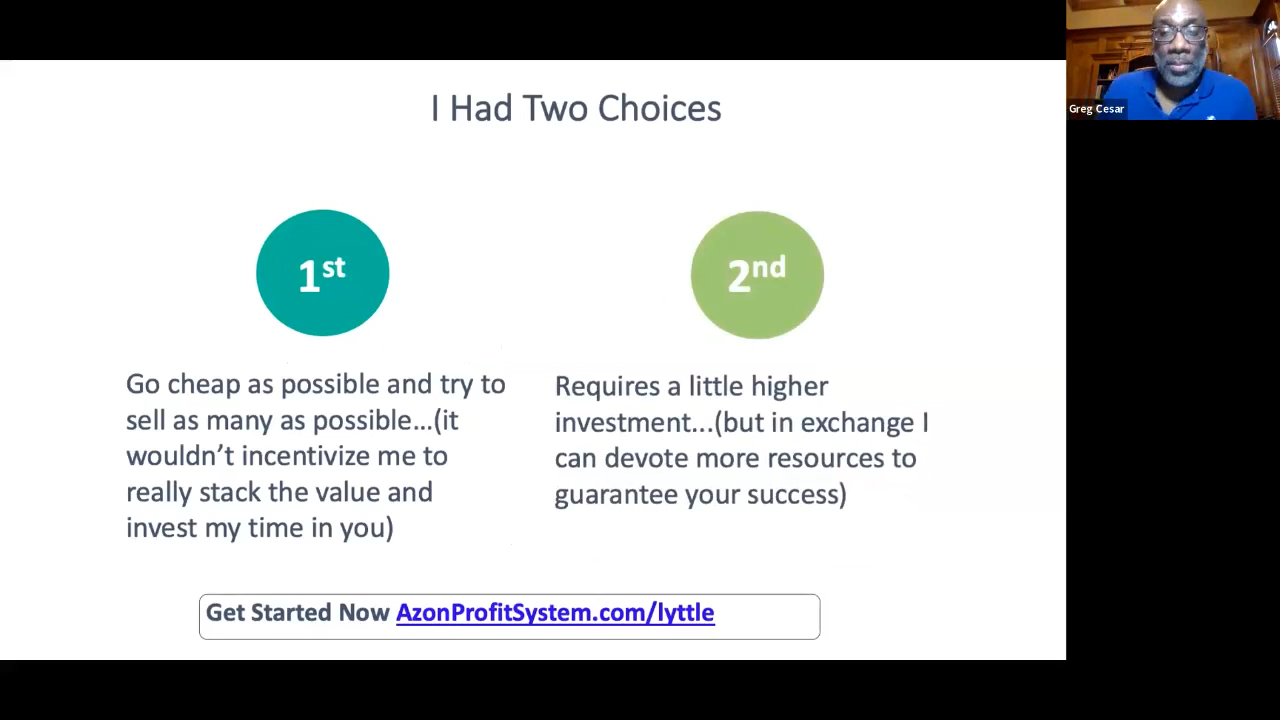 I Had Two Choices
1st
2nd
Go cheap as possible and try to
sell as many as possible...(it
wouldn't incentivize me to
really stack the value and
invest my time in you)
Requires a little higher
investment...(but in exchange I
can devote more resources to
guarantee your success)
Get Started Now AzonProfitSystem.com/lyttle
Greg Cesar